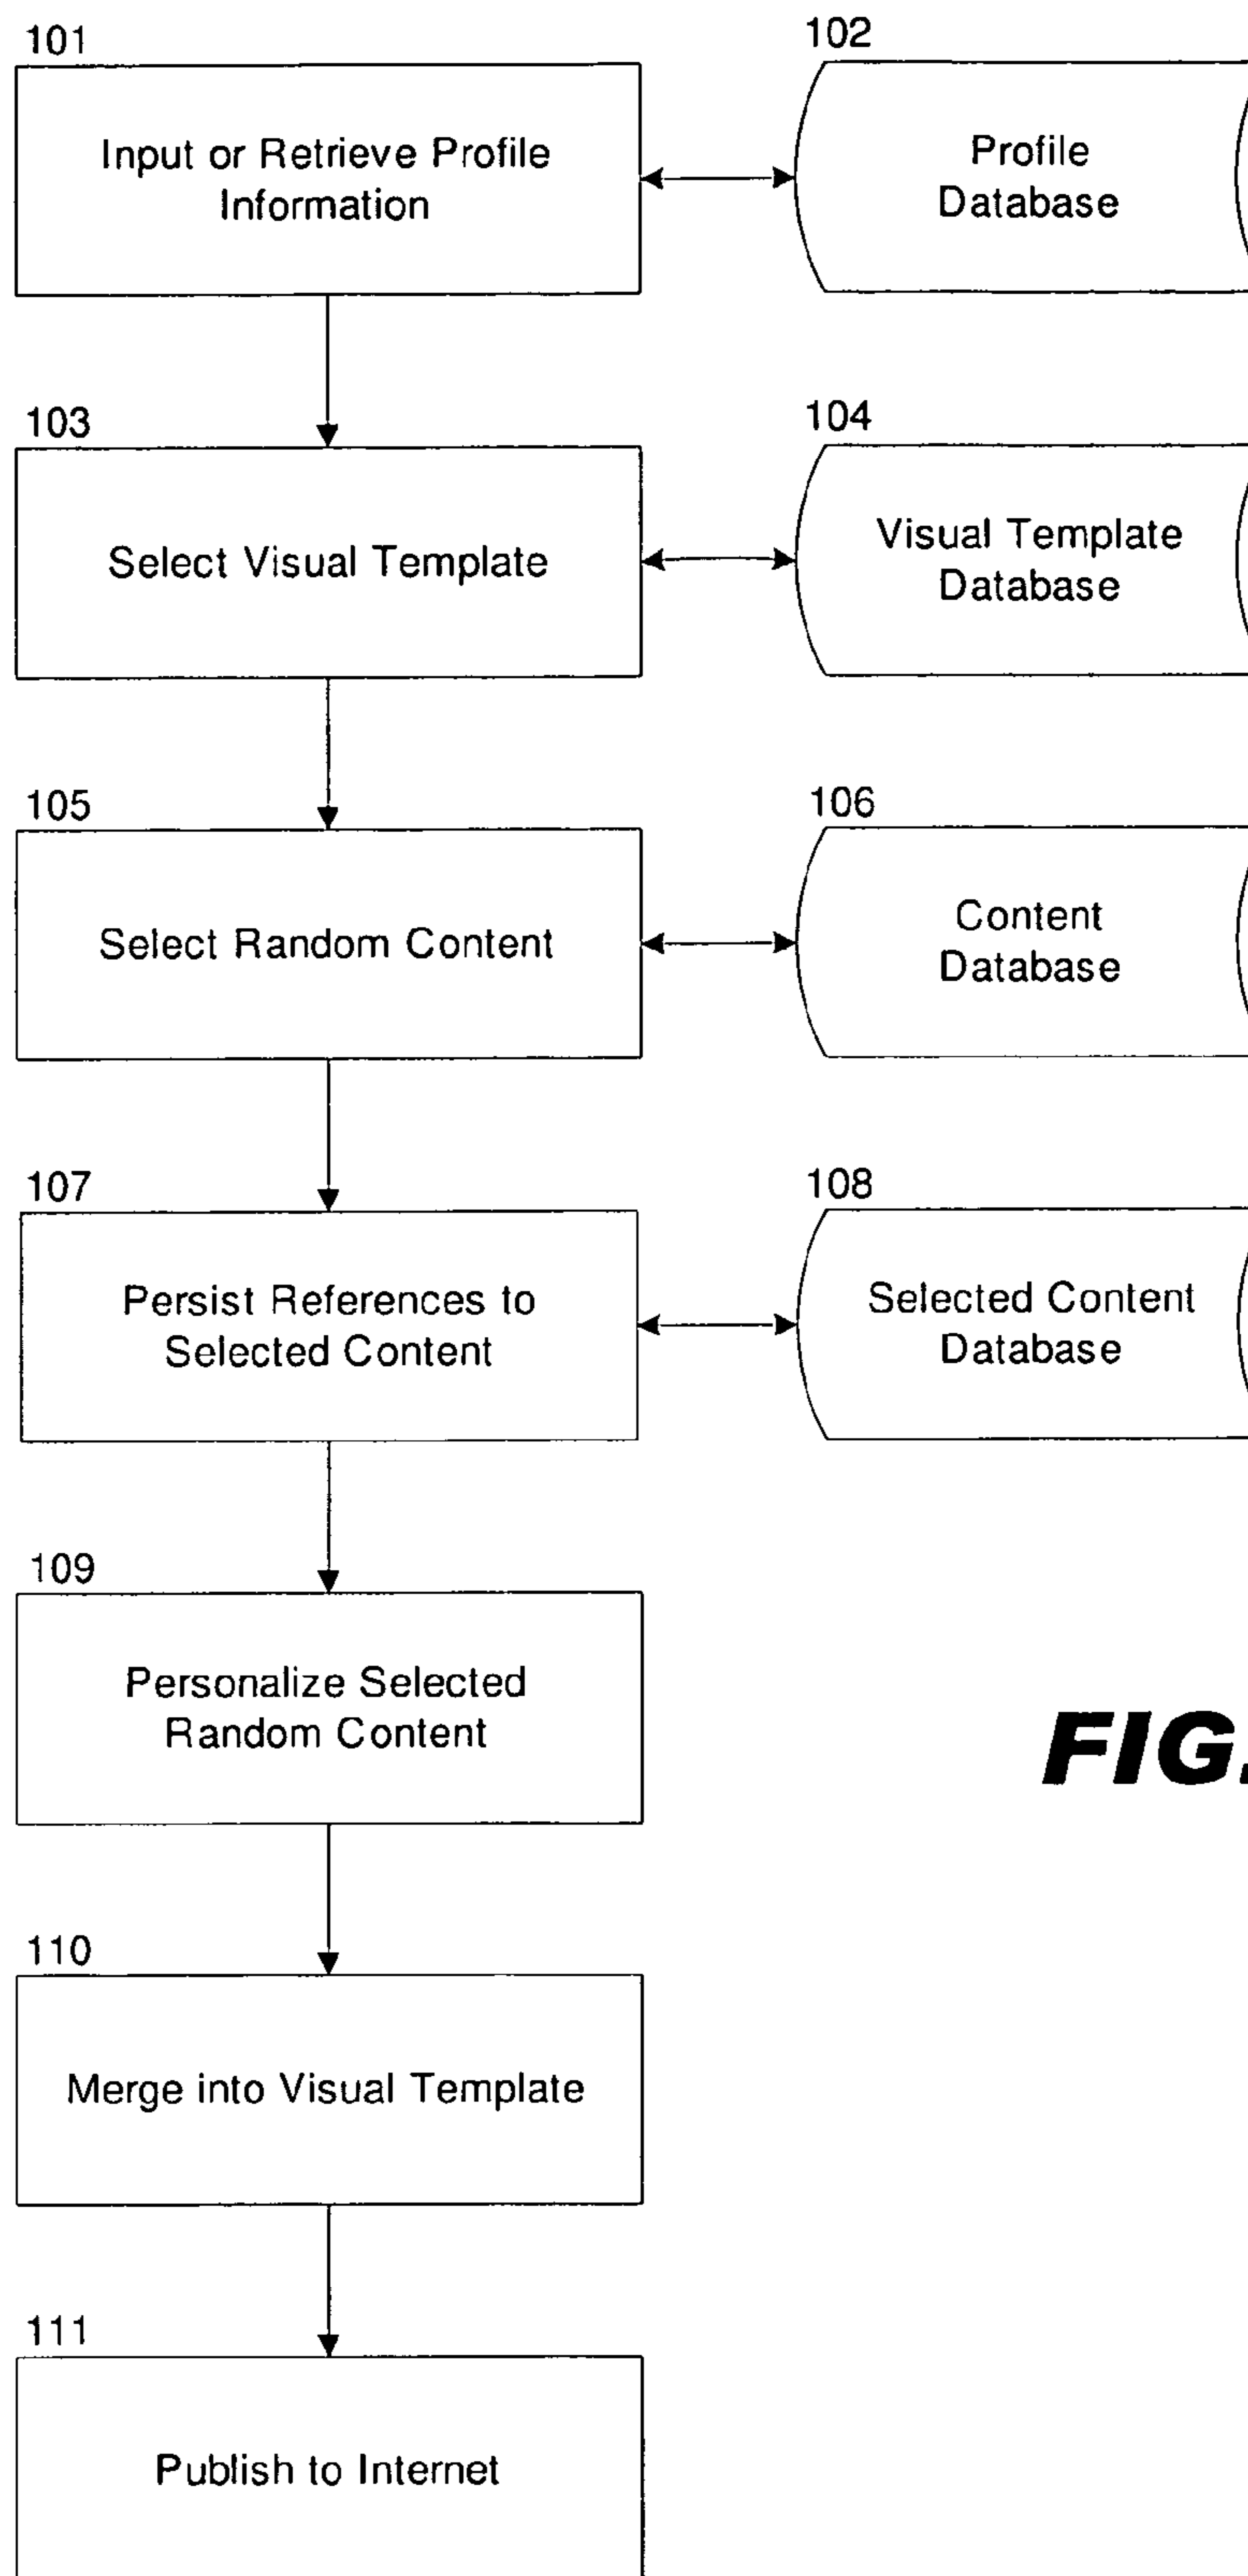 101
Input or Retrieve Profile
Information
102
Profile
Database
103
Select Visual Template
104
Visual Template
Database
105
Select Random Content
106
Content
Database
107
Persist References to
Selected Content
108
Selected Content
Database
109
Personalize Selected
Random Content
FIG.
110
Merge into Visual Template
111
Publish to Internet